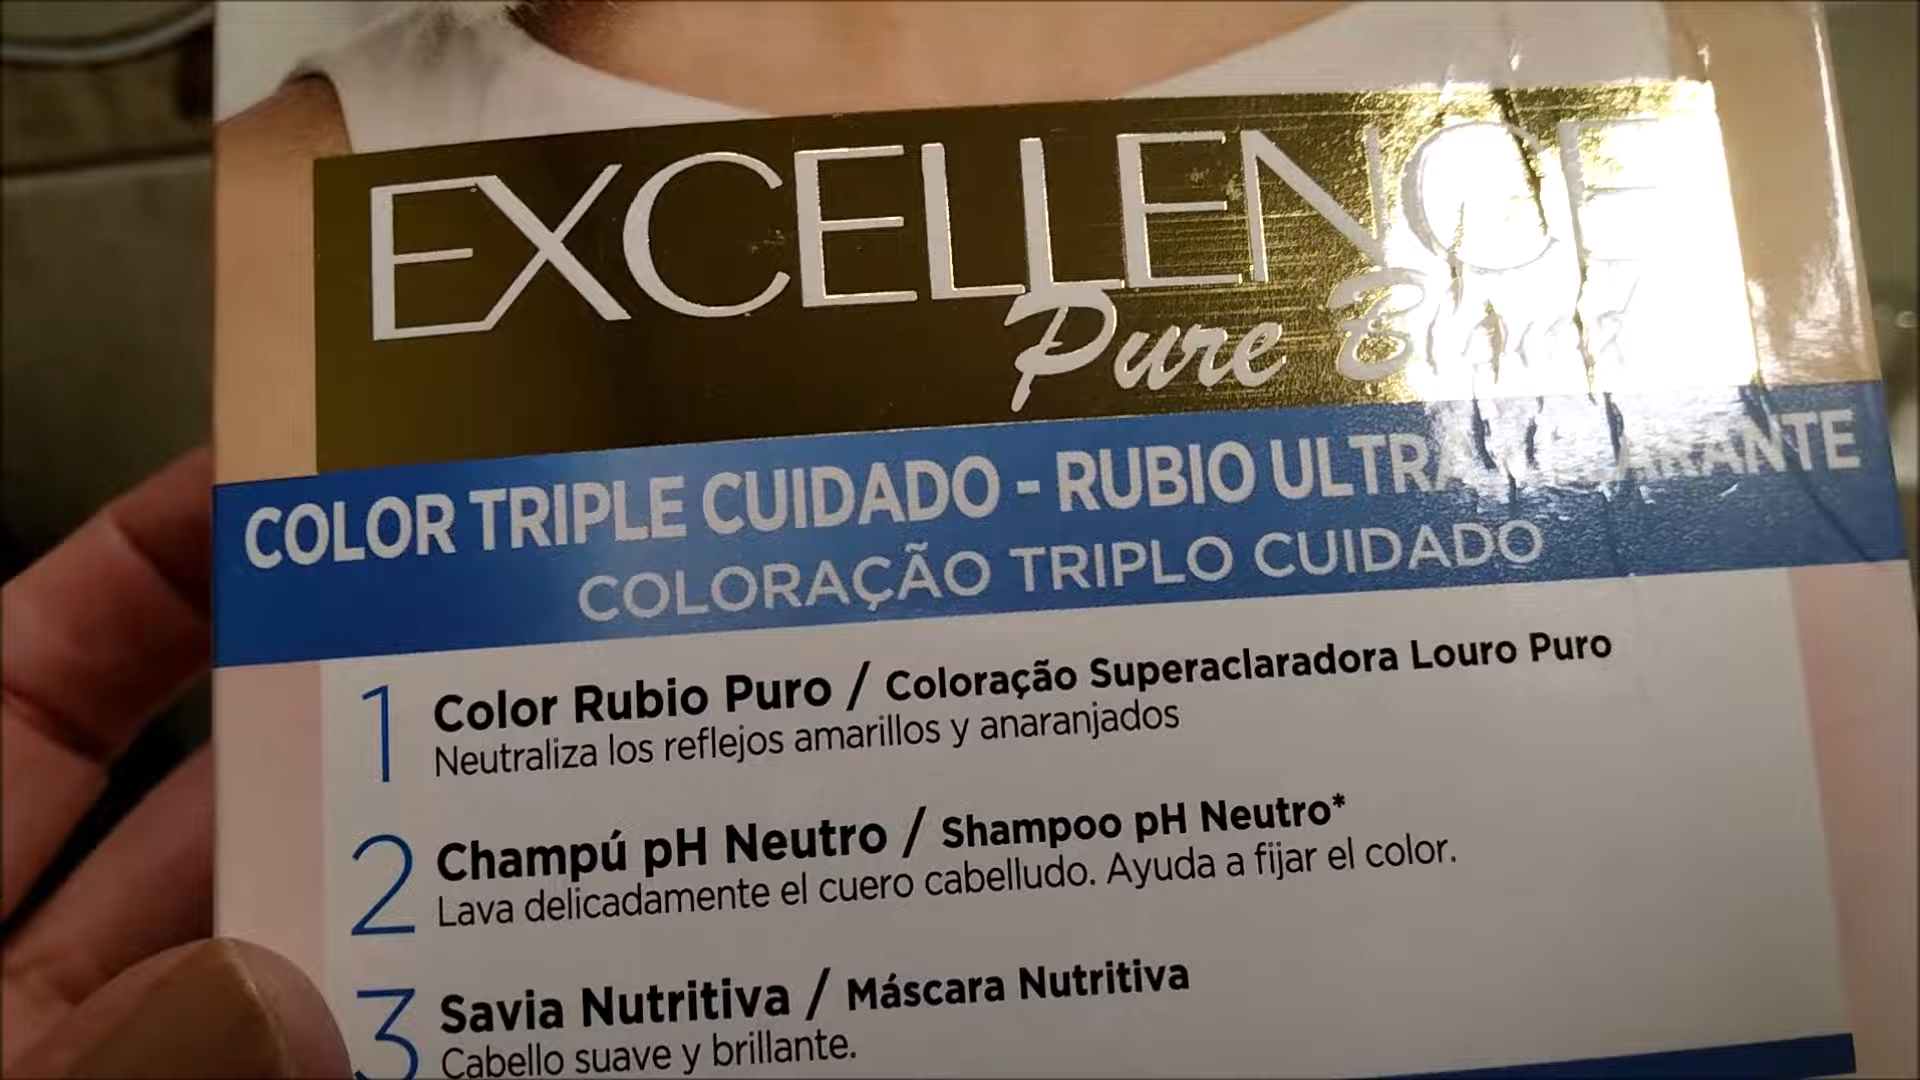 EXCELLENCE
Pure
COLOR TRIPLE CUIDADO - RUBIO
COLORAÇÃO TRIPLO CUIDADO
1 Color Rubio Puro / Coloração Superaclaradora Louro Puro
Neutraliza los reflejos amarillos y anaranjados
2 Champú pH Neutro / Shampoo pH Neutro*
Lava delicadamente el cuero cabelludo. Ayuda a fijar el color.
3 Savia Nutritiva / Máscara Nutritiva
Cabello suave y brillante.